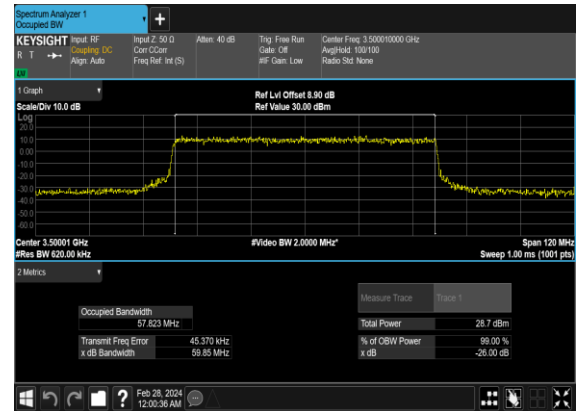 Spectrum Analyzer 1
Occupied BW
KEYSIGHT Input: RF Input Z: 50 Ω Atten: 40 dB Trig: Free Run Center Freq: 3.500010000 GHz
R T Coupling: DC Corr CCorr Gate: Off Avg|Hold: 100/100
Align: Auto Freq Ref: Int (S) #IF Gain: Low Radio Std: None
1 Graph
Ref Lvl Offset 8.90 dB
Scale/Div 10.0 dB Ref Value 30.00 dBm
Log
20.0
10.0
0.00
-10.0
-20.0
-30.0
-40.0
-50.0
-60.0
Center 3.50001 GHz #Video BW 2.0000 MHz* Span 120 MHz
#Res BW 620.00 kHz Sweep 1.00 ms (1001 pts)
2 Metrics
Measure Trace Trace 1
Occupied Bandwidth
57.823 MHz Total Power 28.7 dBm
Transmit Freq Error 45.370 kHz % of OBW Power 99.00 %
x dB Bandwidth 59.85 MHz x dB -26.00 dB
? Feb 28, 2024
12:00:36 AM